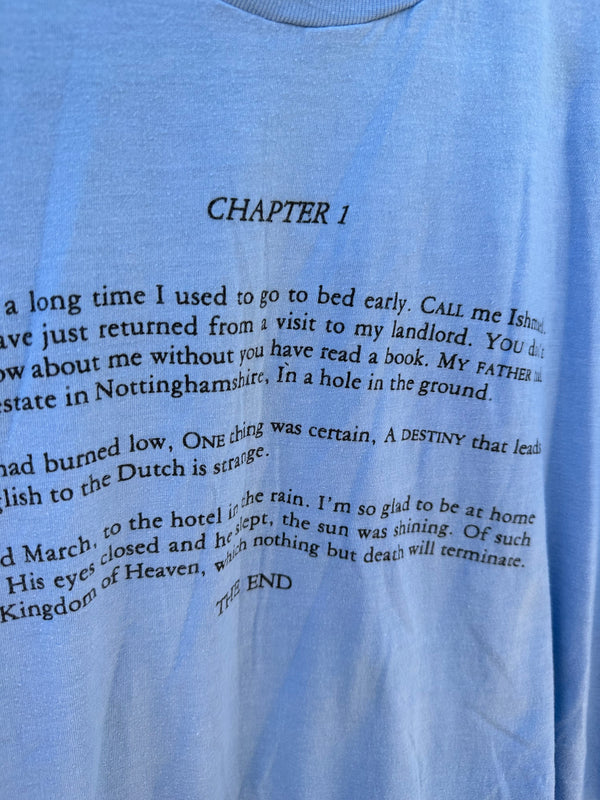 CHAPTER 1
a long time I used to go to bed early. CALL me Ishmael.
ave just returned from a visit to my landlord. YOU don't
ow about me without you have read a book. MY FATHER had
estate in Nottinghamshire, In a hole in the ground.
had burned low, ONE thing was certain, A DESTINY that leads
glish to the Dutch is strange.
d March, to the hotel in the rain. I'm so glad to be at home
His eyes closed and he slept, the sun was shining. Of such
Kingdom of Heaven, which nothing but death will terminate.
THE END